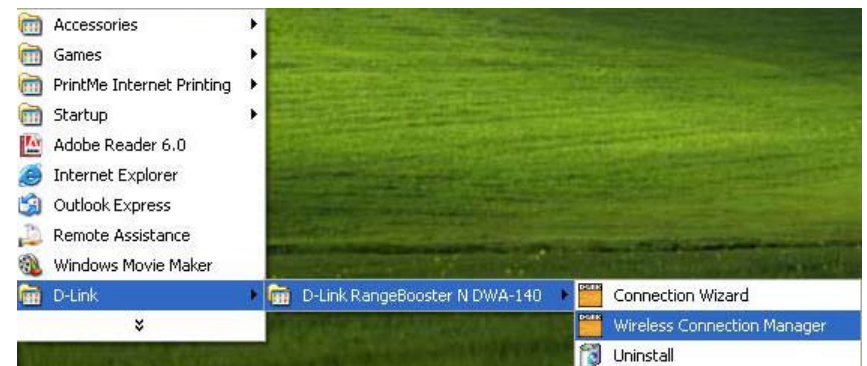 Accessories
Games
PrintMe Internet Printing
Startup
Adobe Reader 6.0
Internet Explorer
Outlook Express
Remote Assistance
Windows Movie Maker
D-Link
D-Link RangeBooster N DWA-140
Connection Wizard
Wireless Connection Manager
Uninstall